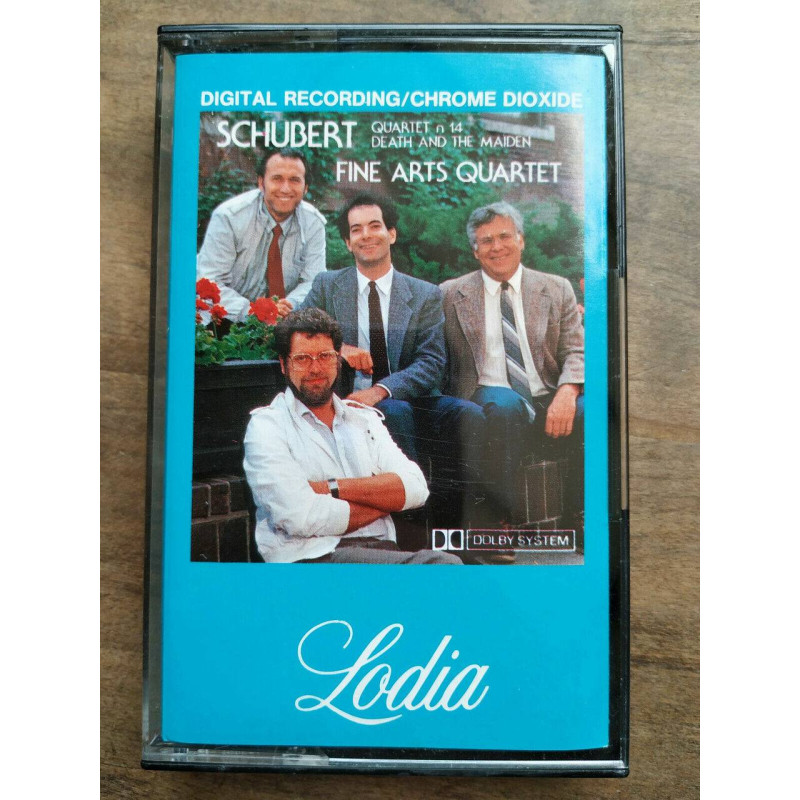 DIGITAL RECORDING/CHROME DIOXIDE
SCHUBERT
QUARTET n 14
DEATH AND THE MAIDEN
FINE ARTS QUARTET
DOLBY SYSTEM
Lodia